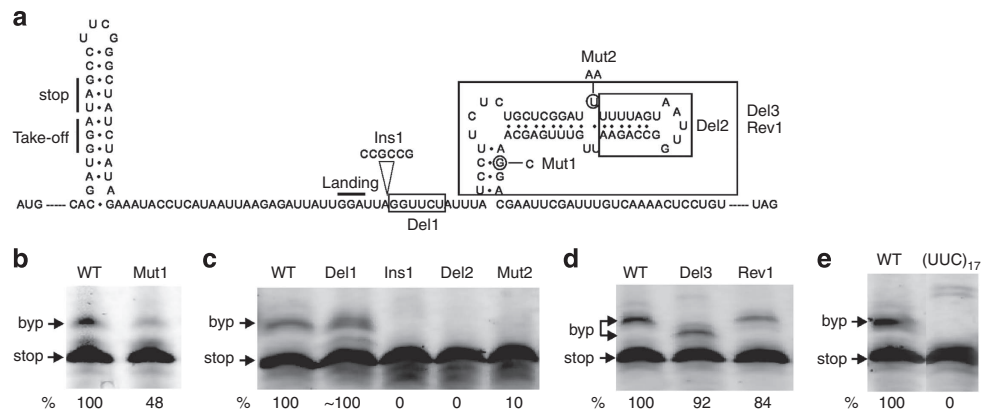 a
U C
U G
C • G
C • G
G • C
stop
A • U
U • A
A • U
Take-off
G • C
G U
U • A
A • U
G A
AUG ----- CAC • GAAAUACCUCAUAAUUAAGAGAUUAUUGGAUUAGGUUCUAUUUA CGAAUUCGAUUUGUCAAAACUCCUGU ----- UAG
Landing
Ins1
CCGCCG
Del1
Mut2
AA
U C
C
U
UGCUCGGAU U UUUUAGU
ACGAGUUUG AAGACCG
UU
A
A
U
U
G
Del2
Del3
Rev1
U • A
C • G
C Mut1
C • G
U • A
b
WT Mut1
byp
stop
% 100 48
c
WT Del1 Ins1 Del2 Mut2
byp
stop
100 ~100 0 0 10
d
WT Del3 Rev1
byp
stop
% 100 92 84
e
WT (UUC)17
byp
stop
% 100 0